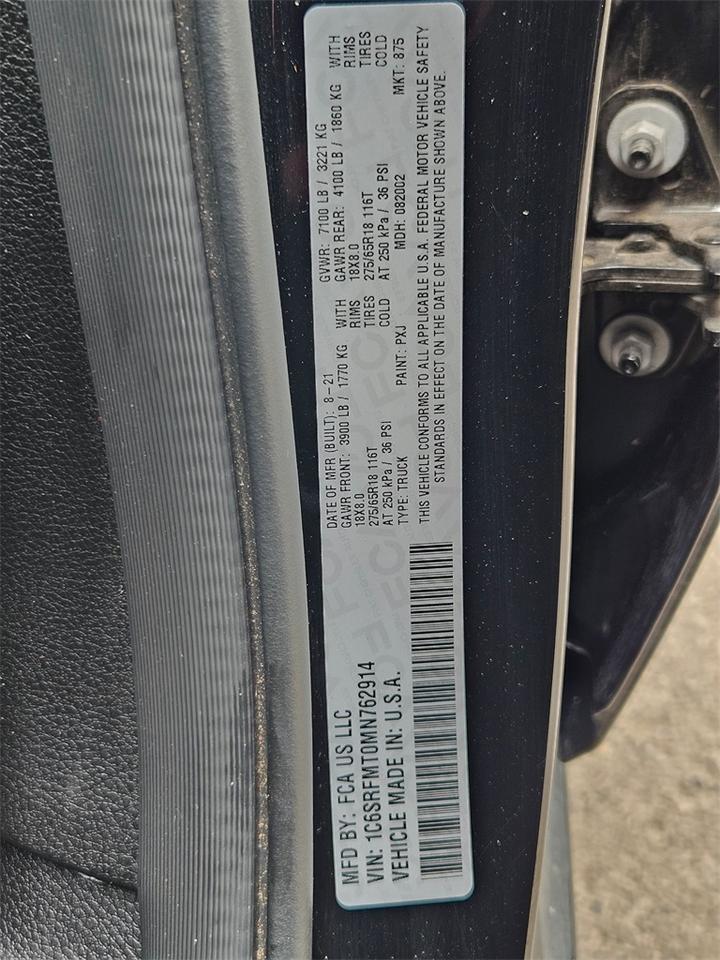 MFD BY: FCA US LLC
VIN: 1C6SRFMT0MN762914
VEHICLE MADE IN: U.S.A.
DATE OF MFR (BUILT): 8-21 GVWR: 7100 LB / 3221 KG
GAWR FRONT: 3900 LB / 1770 KG WITH GAWR REAR: 4100 LB / 1860 KG WITH
18X8.0 RIMS 18X8.0 RIMS
275/65R18 116T TIRES 275/65R18 116T TIRES
AT 250 kPa / 36 PSI COLD AT 250 kPa / 36 PSI COLD
TYPE: TRUCK PAINT: PXJ MDH: 082002 MKT: 875
THIS VEHICLE CONFORMS TO ALL APPLICABLE U.S.A. FEDERAL MOTOR VEHICLE SAFETY
STANDARDS IN EFFECT ON THE DATE OF MANUFACTURE SHOWN ABOVE.